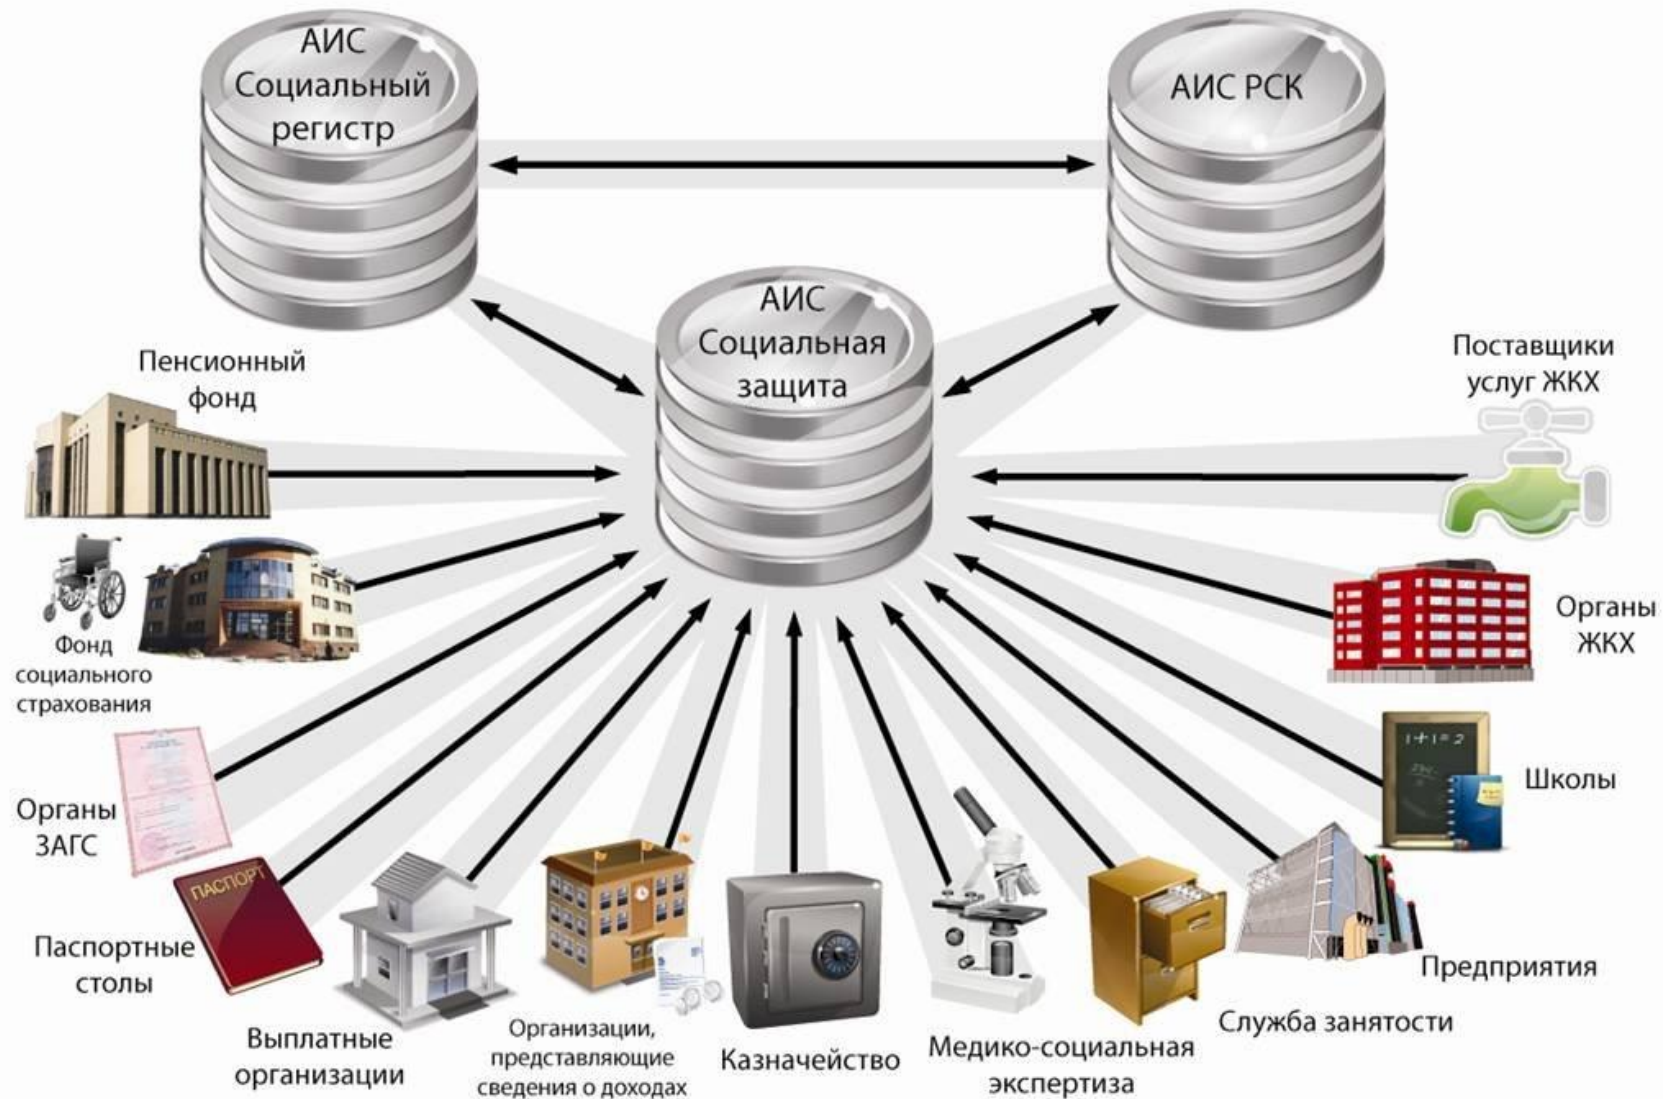 АИС
Социальный
регистр
АИС РСК
АИС
Социальная
защита
Пенсионный
фонд
Поставщики
услуг ЖКХ
Фонд
социального
страхования
Органы
ЖКХ
Органы
ЗАГС
1+1=2
Школы
ПАСПОРТ
Паспортные
столы
Предприятия
Выплатные
организации
Организации,
представляющие
сведения о доходах
Казначейство
Медико-социальная
экспертиза
Служба занятости